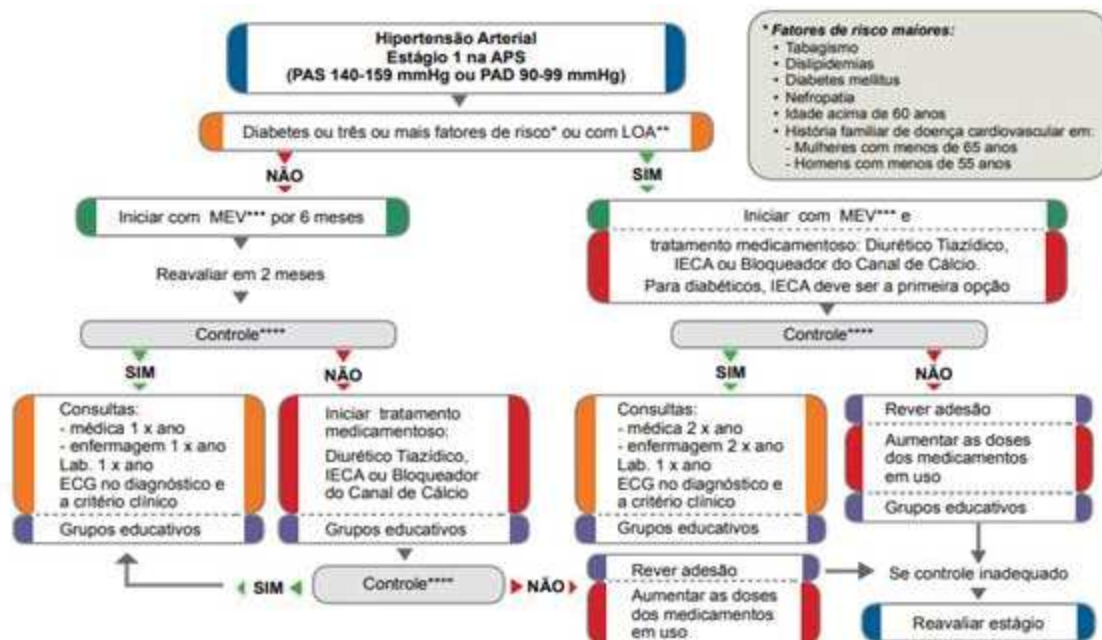 Hipertensão Arterial
Estágio 1 na APS
(PAS 140-159 mmHg ou PAD 90-99 mmHg)
* Fatores de risco maiores:
• Tabagismo
• Dislipidemias
• Diabetes mellitus
• Nefropatia
• Idade acima de 60 anos
• História familiar de doença cardiovascular em:
- Mulheres com menos de 65 anos
- Homens com menos de 55 anos
Diabetes ou três ou mais fatores de risco* ou com LOA**
NÃO
SIM
Iniciar com MEV*** por 6 meses
Reavaliar em 2 meses
Controle****
SIM
NÃO
Consultas:
- médica 1 x ano
- enfermagem 1 x ano
Lab. 1 x ano
ECG no diagnóstico e
a critério clínico
Grupos educativos
Iniciar tratamento
medicamentoso:
Diurético Tiazídico,
IECA ou Bloqueador
do Canal de Cálcio
Grupos educativos
SIM
Controle****
NÃO
Rever adesão
Aumentar as doses
dos medicamentos
em uso
Iniciar com MEV*** e
tratamento medicamentoso: Diurético Tiazídico,
IECA ou Bloqueador do Canal de Cálcio.
Para diabéticos, IECA deve ser a primeira opção
Controle****
SIM
NÃO
Consultas:
- médica 2 x ano
- enfermagem 2 x ano
Lab. 1 x ano
ECG no diagnóstico e
a critério clínico
Grupos educativos
Rever adesão
Aumentar as doses
dos medicamentos
em uso
Grupos educativos
Se controle inadequado
Reavaliar estágio